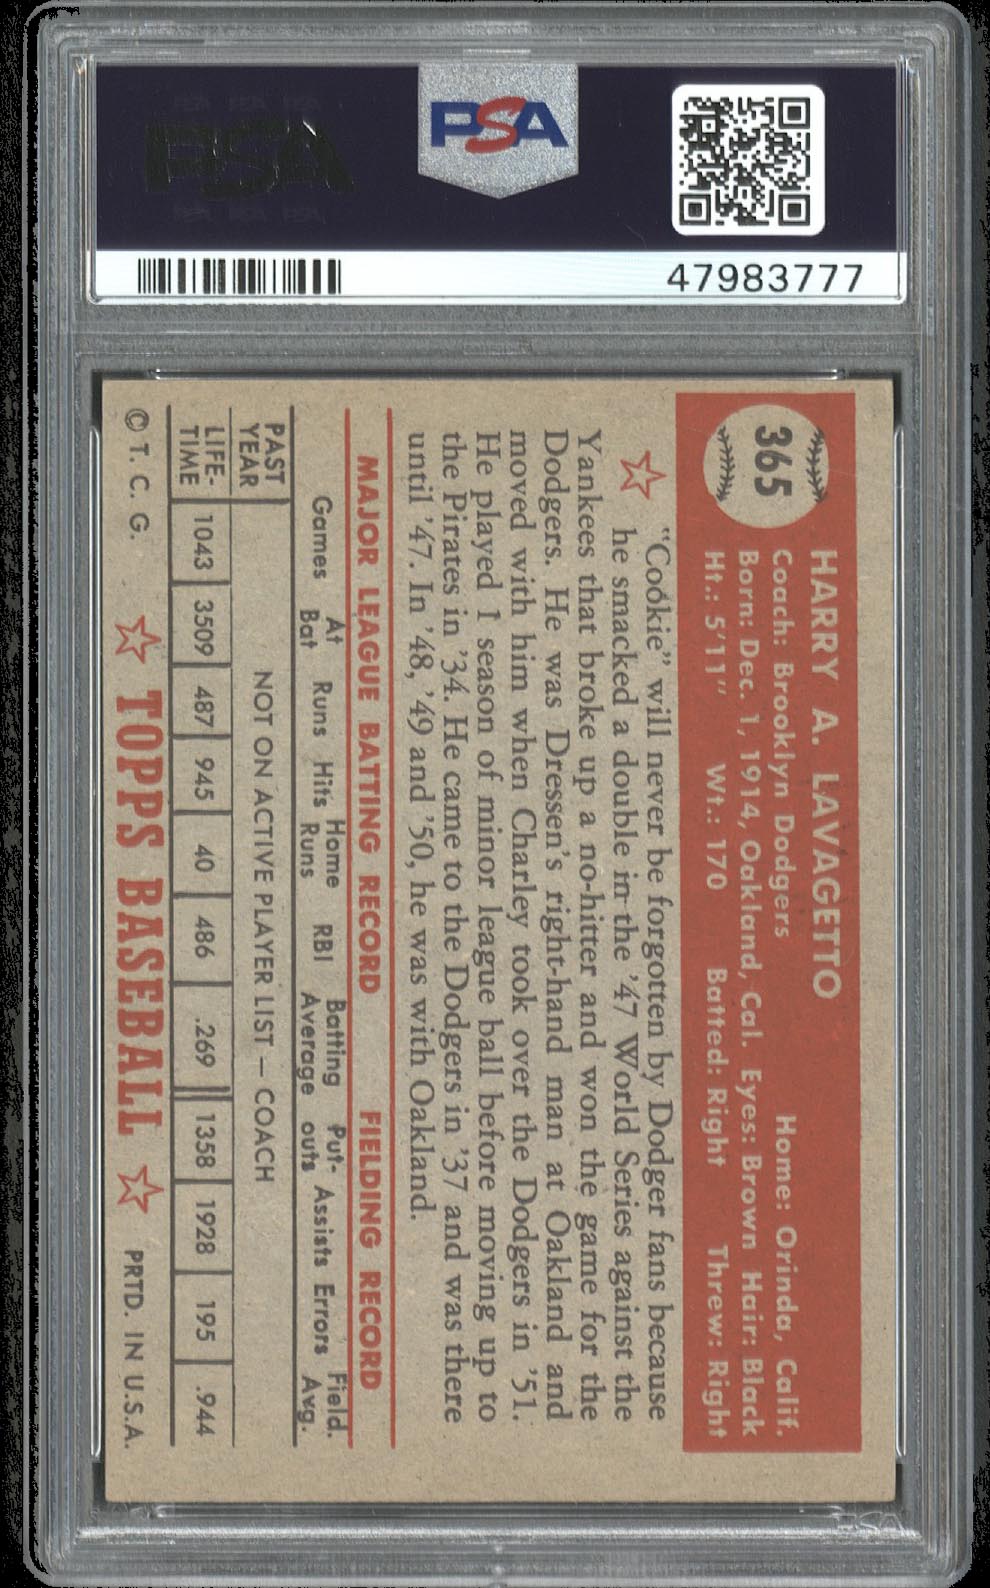 PSA
PSA
47983777
365
HARRY A. LAVAGETTO
Coach: Brooklyn Dodgers Home: Orinda, Calif.
Born: Dec. 1, 1914, Oakland, Cal. Eyes: Brown Hair: Black
Ht.: 5'11" Wt.: 170 Batted: Right Threw: Right
"Cookie" will never be forgotten by Dodger fans because
he smacked a double in the '47 World Series against the
Yankees that broke up a no-hitter and won the game for the
Dodgers. He was Dressen's right-hand man at Oakland and
moved with him when Charley took over the Dodgers in '51.
He played 1 season of minor league ball before moving up to
the Pirates in '34. He came to the Dodgers in '37 and was there
until '47. In '48, '49 and '50, he was with Oakland.
MAJOR LEAGUE BATTING RECORD FIELDING RECORD
Games At Bat Runs Hits Home Runs RBI Batting Average Put-outs Assists Errors Field. Avg.
PAST YEAR NOT ON ACTIVE PLAYER LIST — COACH
LIFE-TIME 1043 3509 487 945 40 486 .269 1358 1928 195 .944
© T. C. G. TOPPS BASEBALL PRTD. IN U.S.A.
PSA